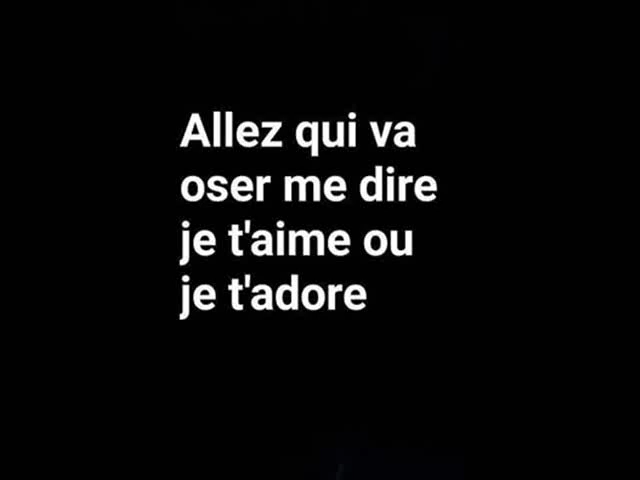 Allez qui va
oser me dire
je t'aime ou
je t'adore